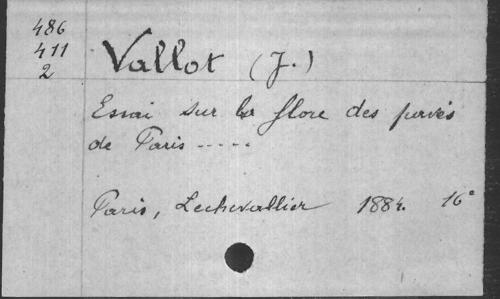 486
411
2
Vallot (J.)
Essai sur la flore des pavés
de Paris -----
Paris, Lechevallier 1884. 16°